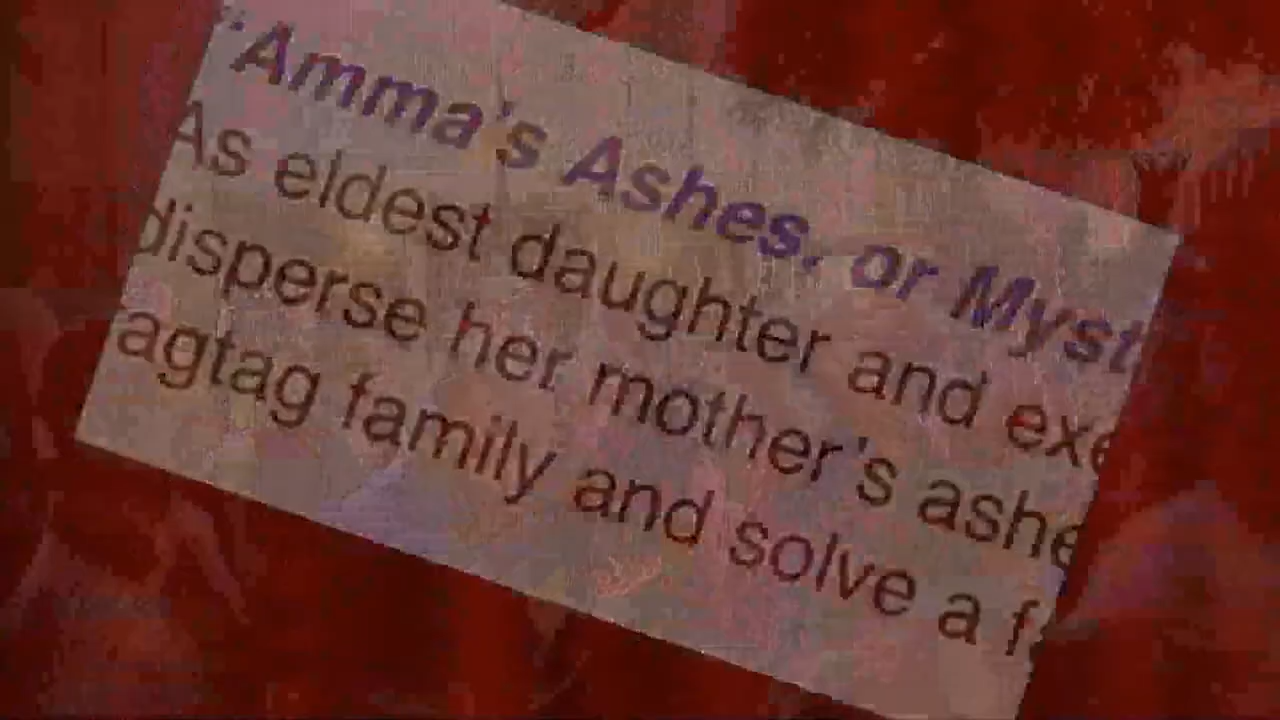 "Amma's Ashes, or Myst
As eldest daughter and exe
disperse her mother's ashe
agtag family and solve a f